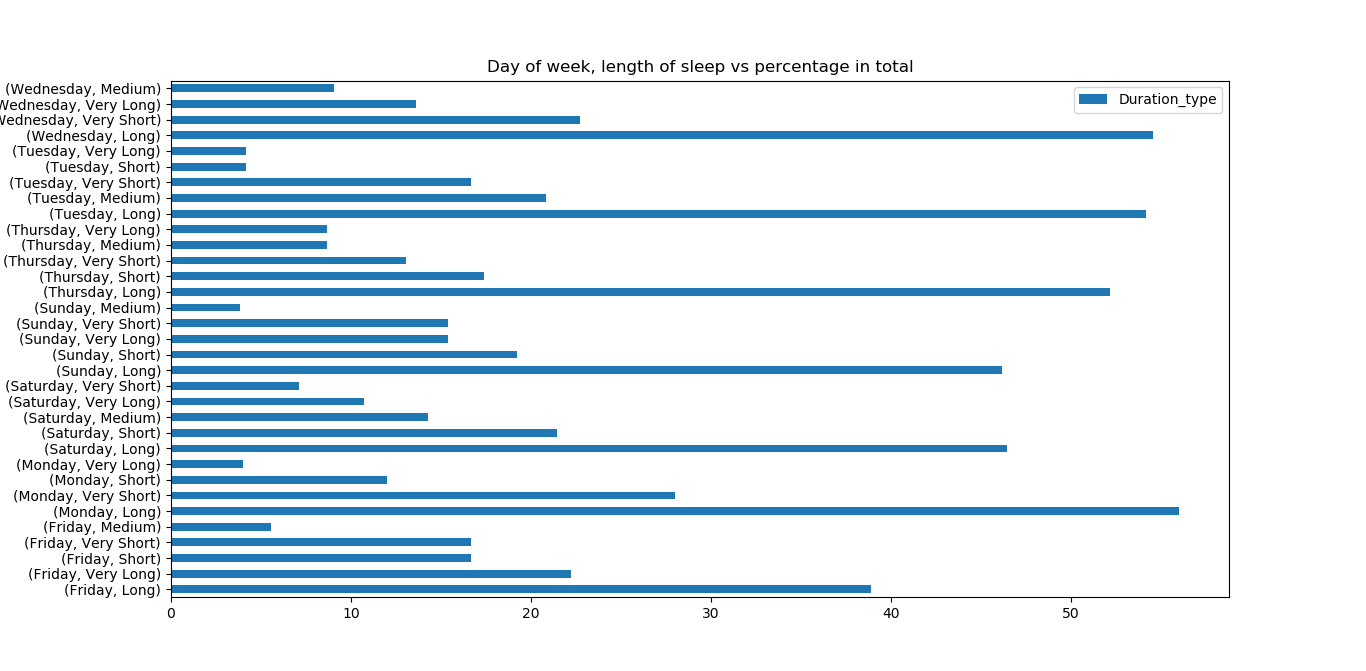 Day of week, length of sleep vs percentage in total
Duration_type
(Wednesday, Medium)
Wednesday, Very Long)
Wednesday, Very Short)
(Wednesday, Long)
(Tuesday, Very Long)
(Tuesday, Short)
(Tuesday, Very Short)
(Tuesday, Medium)
(Tuesday, Long)
(Thursday, Very Long)
(Thursday, Medium)
(Thursday, Very Short)
(Thursday, Short)
(Thursday, Long)
(Sunday, Medium)
(Sunday, Very Short)
(Sunday, Very Long)
(Sunday, Short)
(Sunday, Long)
(Saturday, Very Short)
(Saturday, Very Long)
(Saturday, Medium)
(Saturday, Short)
(Saturday, Long)
(Monday, Very Long)
(Monday, Short)
(Monday, Very Short)
(Monday, Long)
(Friday, Medium)
(Friday, Very Short)
(Friday, Short)
(Friday, Very Long)
(Friday, Long)
0 10 20 30 40 50